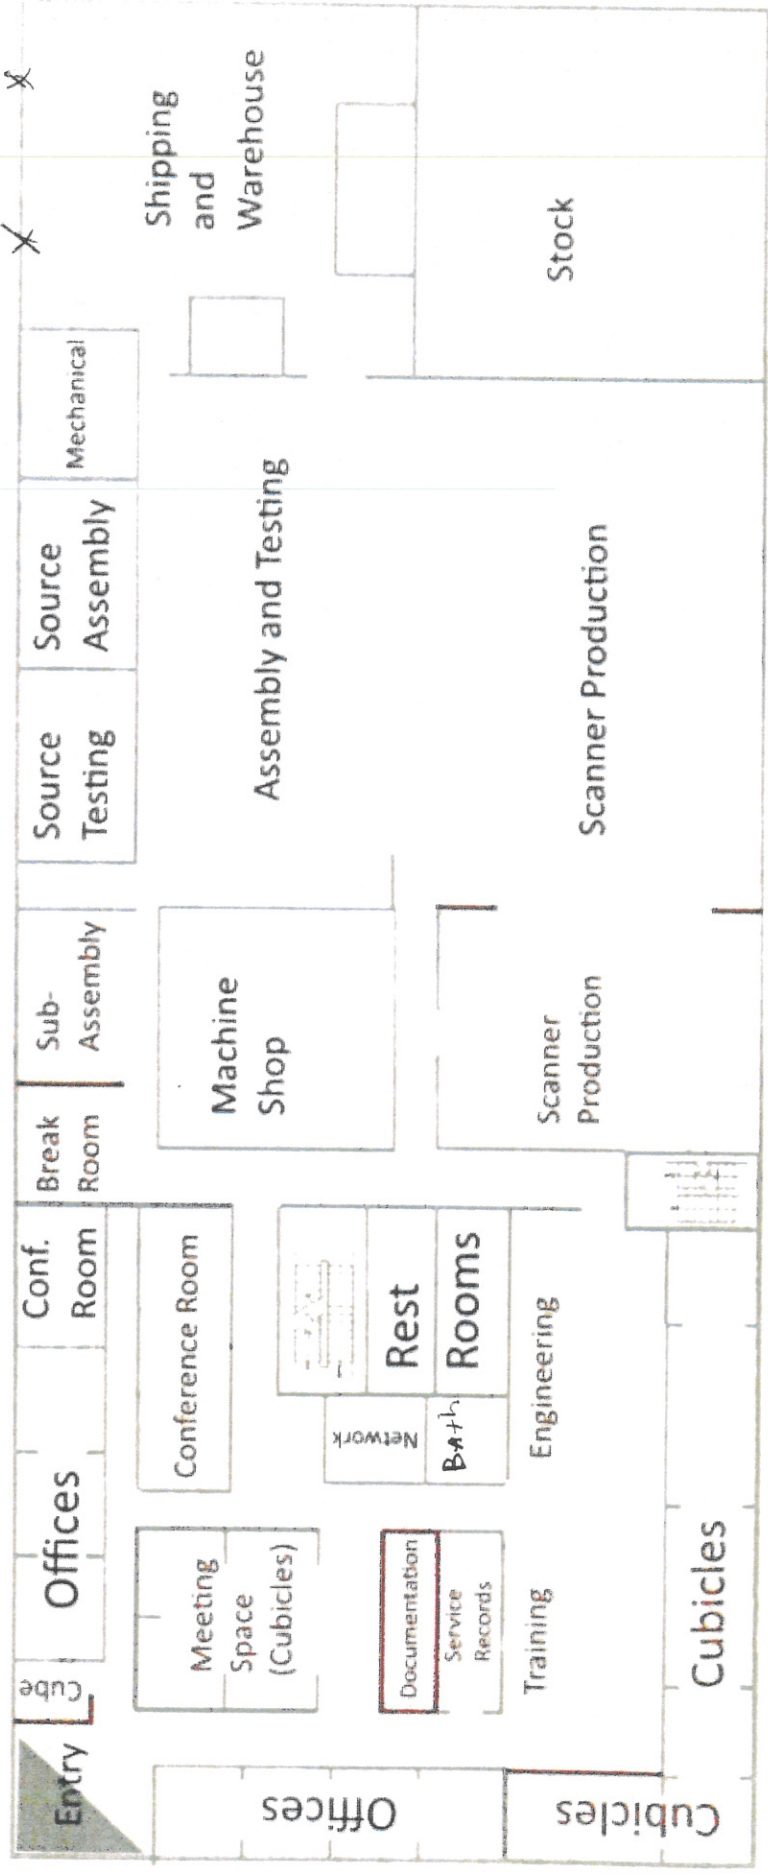 Entry
Cube
Offices
Conf.
Room
Break
Room
Sub-
Assembly
Source
Testing
Source
Assembly
Mechanical
X
X
Shipping
and
Warehouse
Conference Room
Machine
Shop
Assembly and Testing
Meeting
Space
(Cubicles)
Network
Bath
Rest
Rooms
Documentation
Service
Records
Offices
Training
Engineering
Scanner
Production
Scanner Production
Stock
Cubicles
Cubicles